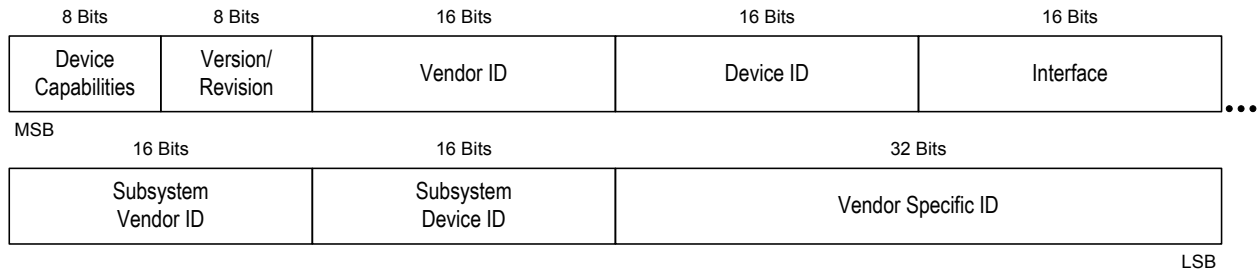 8 Bits 8 Bits 16 Bits 16 Bits 16 Bits
Device Capabilities Version/ Revision Vendor ID Device ID Interface
...
MSB
16 Bits 16 Bits 32 Bits
Subsystem Vendor ID Subsystem Device ID Vendor Specific ID
LSB